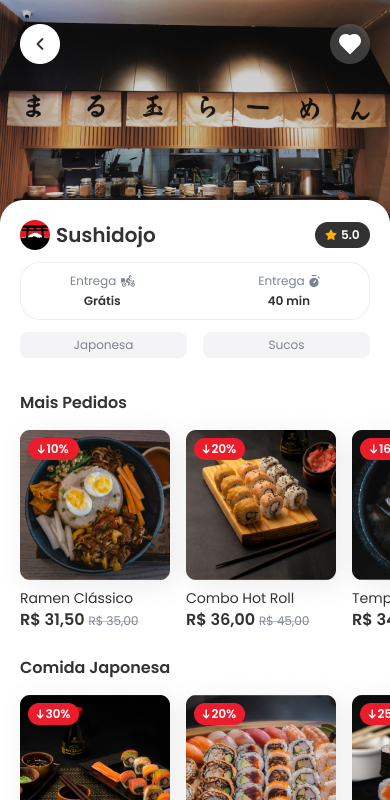 まる玉らーめん
Sushidojo
5.0
Entrega
Grátis
Entrega
40 min
Japonesa
Sucos
Mais Pedidos
↓10%
↓20%
↓16
Ramen Clássico
Combo Hot Roll
Temp
R$ 31,50 R$ 35,00
R$ 36,00 R$ 45,00
R$ 34
Comida Japonesa
↓30%
↓20%
↓25